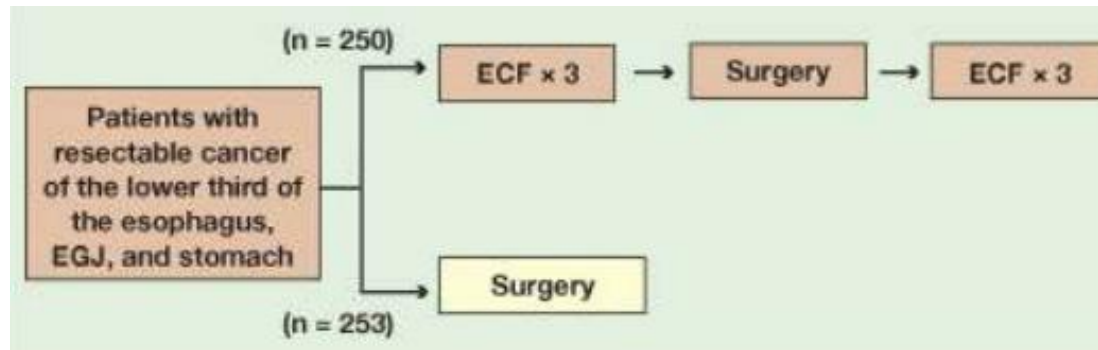 (n = 250)
ECF × 3
Surgery
ECF × 3
Patients with
resectable cancer
of the lower third of
the esophagus,
EGJ, and stomach
Surgery
(n = 253)